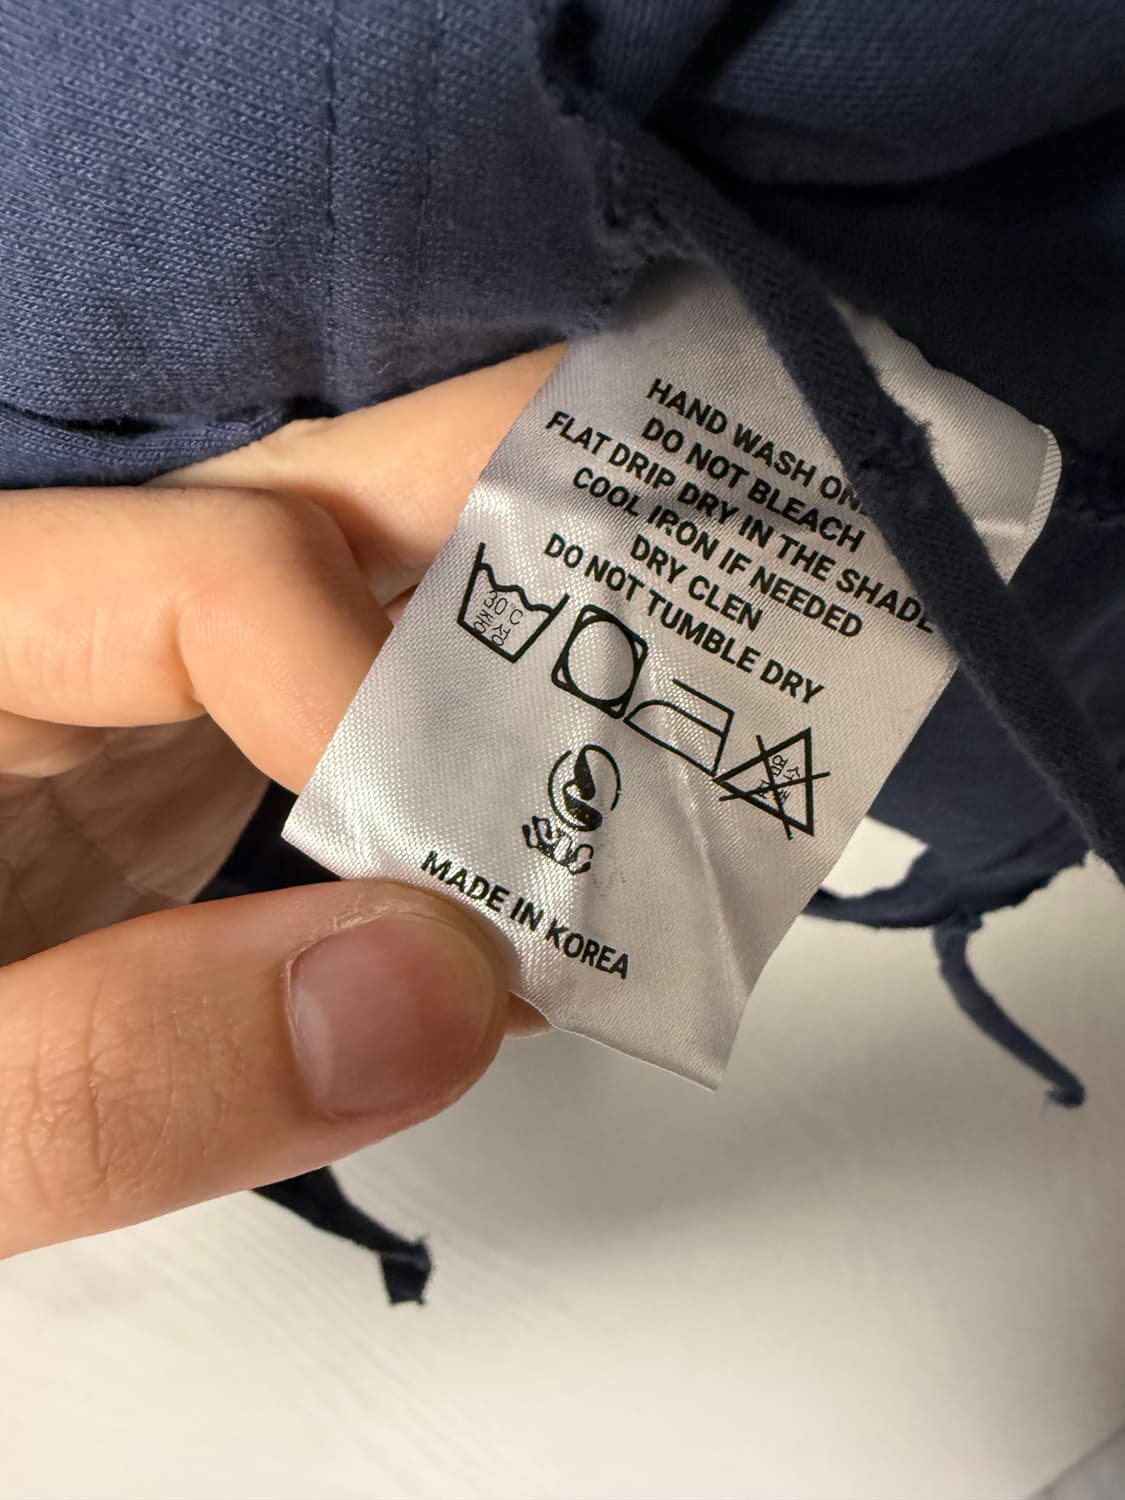 HAND WASH
DO NOT BLEACH
FLAT DRIP DRY IN THE SHADE
COOL IRON IF NEEDED
DRY CLEN
DO NOT TUMBLE DRY
MADE IN KOREA